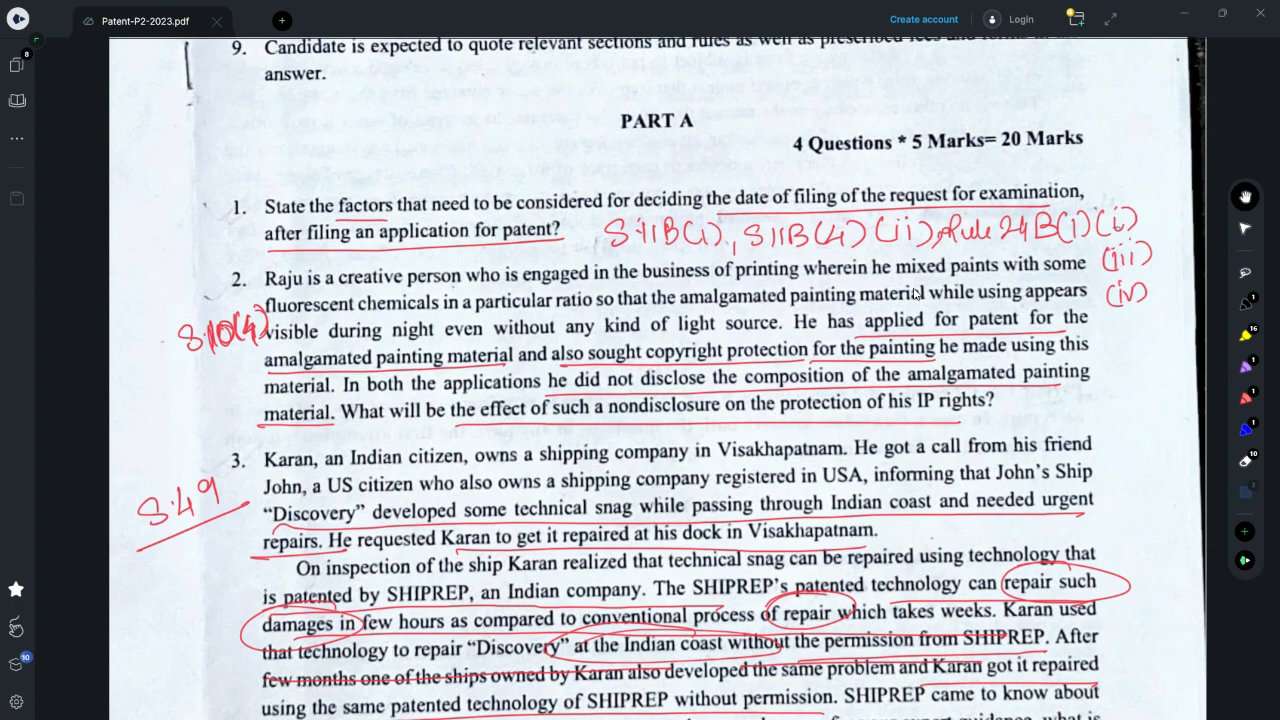 Patent-P2-2023.pdf
Create account
Login
9. Candidate is expected to quote relevant sections and rules as well as prescribed fees and forms in the
answer.
PART A
4 Questions * 5 Marks= 20 Marks
1. State the factors that need to be considered for deciding the date of filing of the request for examination,
after filing an application for patent?
S.11B(1), S11B(4)(ii), Rule 24B(1)(i)
(iii)
(iv)
2. Raju is a creative person who is engaged in the business of printing wherein he mixed paints with some
fluorescent chemicals in a particular ratio so that the amalgamated painting material while using appears
S.10(4)
visible during night even without any kind of light source. He has applied for patent for the
amalgamated painting material and also sought copyright protection for the painting he made using this
material. In both the applications he did not disclose the composition of the amalgamated painting
material. What will be the effect of such a nondisclosure on the protection of his IP rights?
3. Karan, an Indian citizen, owns a shipping company in Visakhapatnam. He got a call from his friend
John, a US citizen who also owns a shipping company registered in USA, informing that John's Ship
S.49
"Discovery" developed some technical snag while passing through Indian coast and needed urgent
repairs. He requested Karan to get it repaired at his dock in Visakhapatnam.
On inspection of the ship Karan realized that technical snag can be repaired using technology that
is patented by SHIPREP, an Indian company. The SHIPREP's patented technology can repair such
damages in few hours as compared to conventional process of repair which takes weeks. Karan used
that technology to repair "Discovery" at the Indian coast without the permission from SHIPREP. After
few months one of the ships owned by Karan also developed the same problem and Karan got it repaired
using the same patented technology of SHIPREP without permission. SHIPREP came to know about